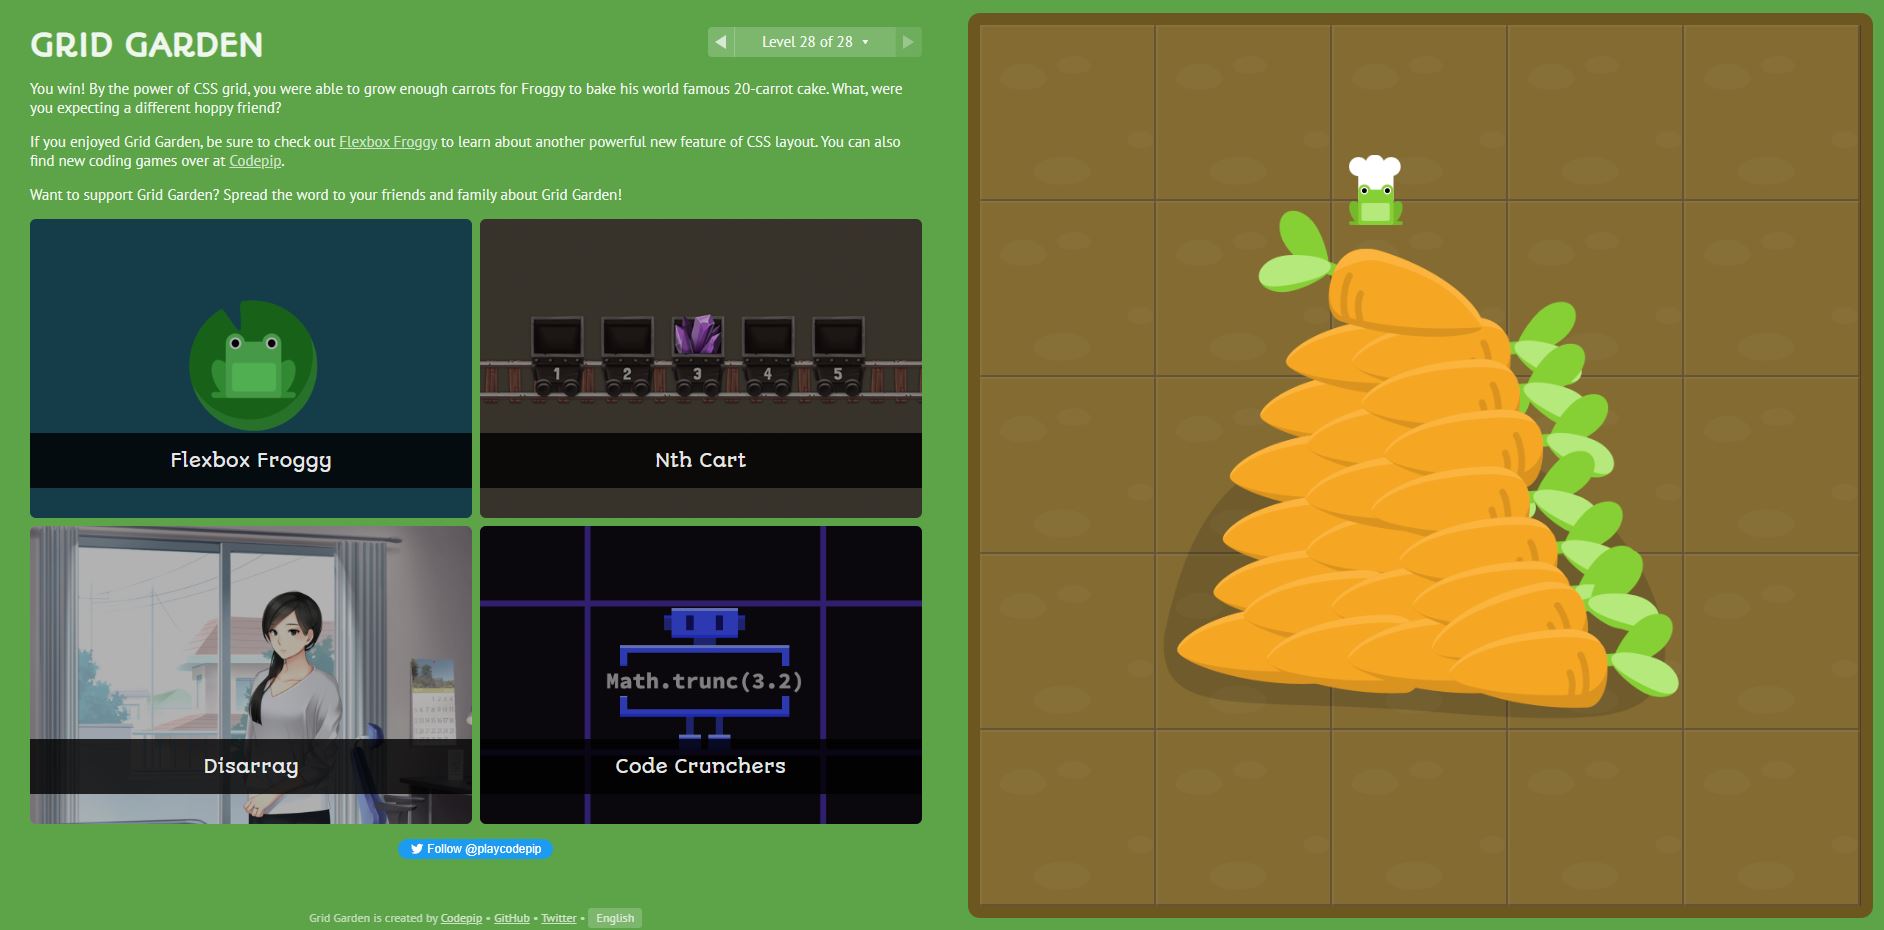 GRID GARDEN
Level 28 of 28
You win! By the power of CSS grid, you were able to grow enough carrots for Froggy to bake his world famous 20-carrot cake. What, were
you expecting a different hoppy friend?
If you enjoyed Grid Garden, be sure to check out Flexbox Froggy to learn about another powerful new feature of CSS layout. You can also
find new coding games over at Codepip.
Want to support Grid Garden? Spread the word to your friends and family about Grid Garden!
1 2 3 4 5
Flexbox Froggy
Nth Cart
Math.trunc(3.2)
Disarray
Code Crunchers
Follow @playcodepip
Grid Garden is created by Codepip • GitHub • Twitter • English